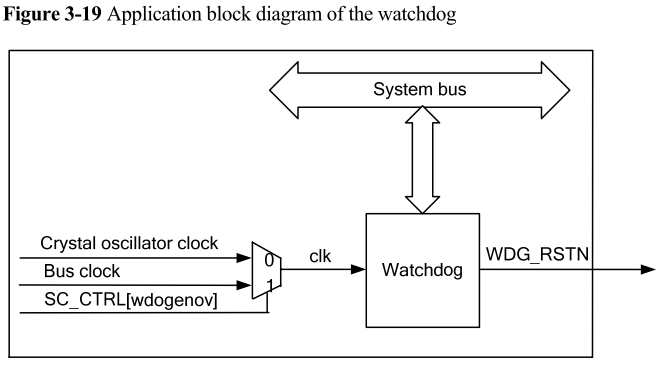 Figure 3-19 Application block diagram of the watchdog
System bus
Crystal oscillator clock
Bus clock
SC_CTRL[wdogenov]
0
1
clk
Watchdog
WDG_RSTN